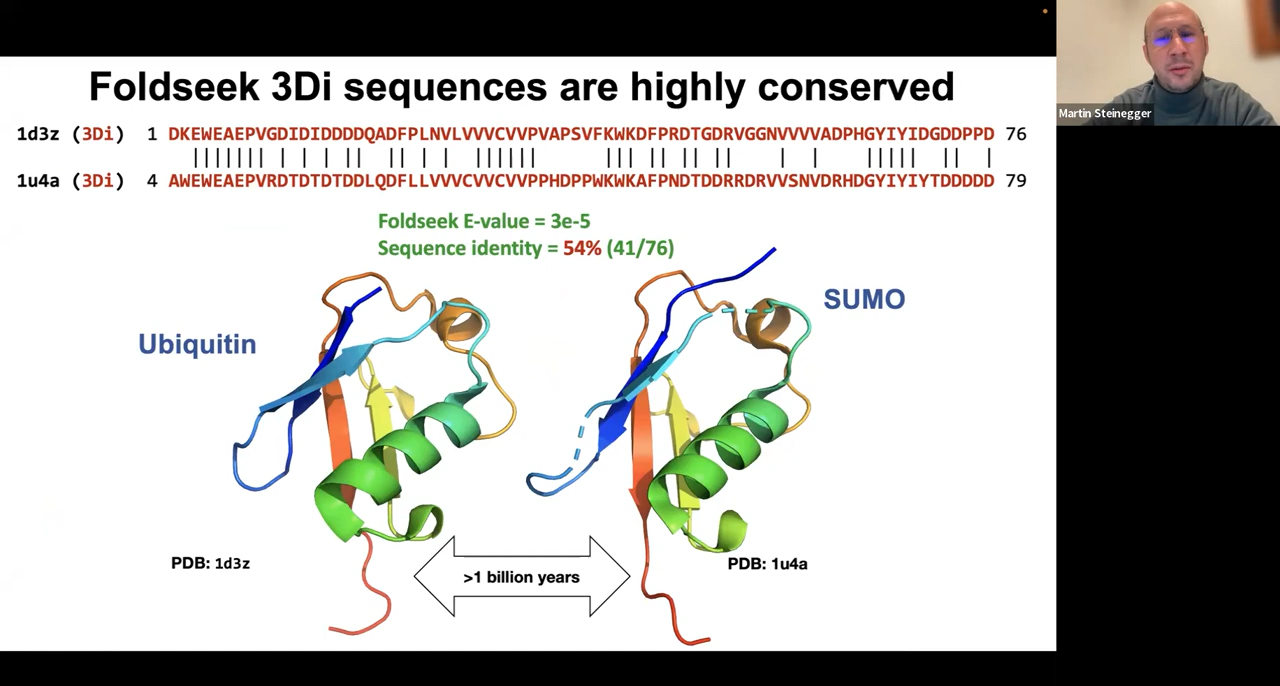 Foldseek 3Di sequences are highly conserved
1d3z (3Di) 1 DKEWEAEPVGDIDIDDDDQADFPLNVLVVVCVVPVAPSVFKWKDFPRDTGDRVGGNVVVVADPHGYIYIDGDDPPD 76
1u4a (3Di) 4 AWEWEAEPVRDTDTDTDDLQDFLLVVVCVVCVVPPHDPPWKWKAFPNDTDDRRDRVVSNVDRHDGYIYIYTDDDDD 79
Foldseek E-value = 3e-5
Sequence identity = 54% (41/76)
Ubiquitin
SUMO
PDB: 1d3z
>1 billion years
PDB: 1u4a
Martin Steinegger